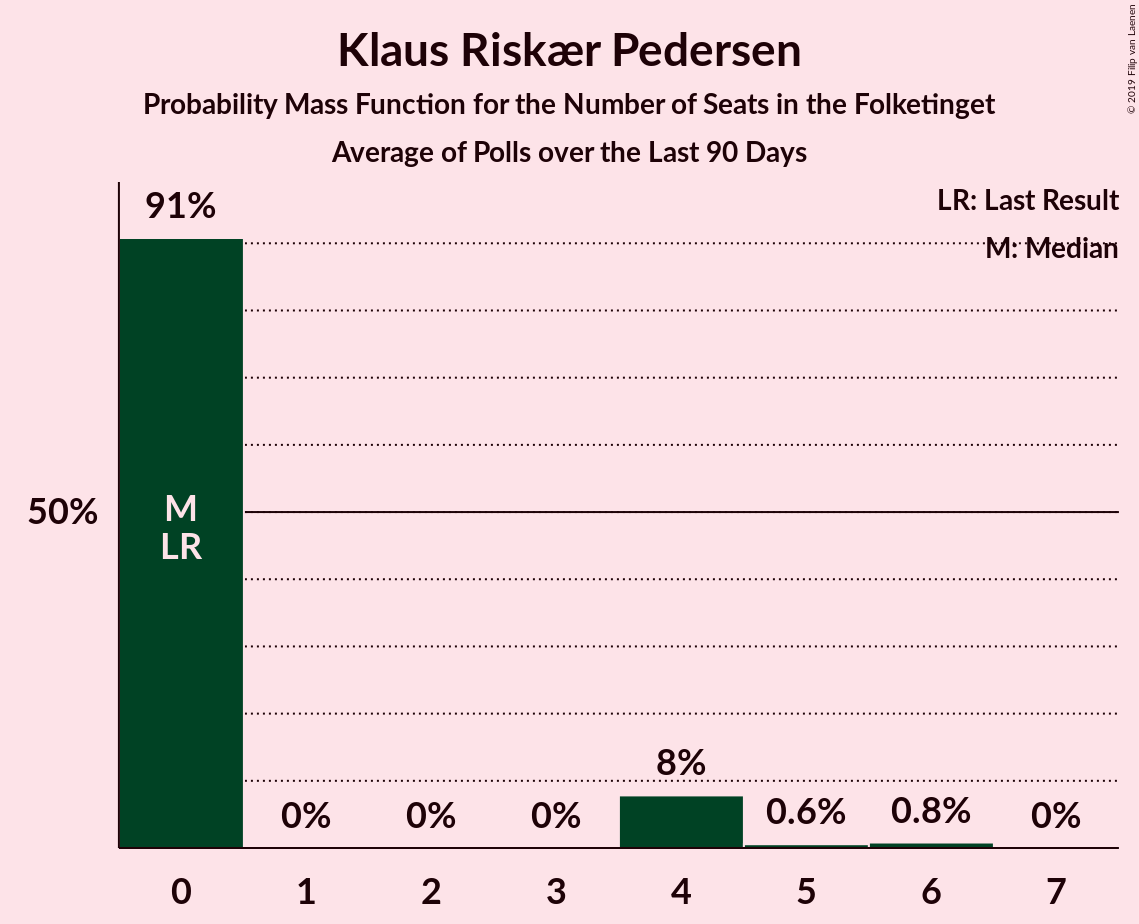 Klaus Riskær Pedersen
Probability Mass Function for the Number of Seats in the Folketinget
Average of Polls over the Last 90 Days
© 2019 Filip van Laenen
LR: Last Result
M: Median
91%
50%
M
LR
0%
0%
0%
8%
0.6%
0.8%
0%
0
1
2
3
4
5
6
7